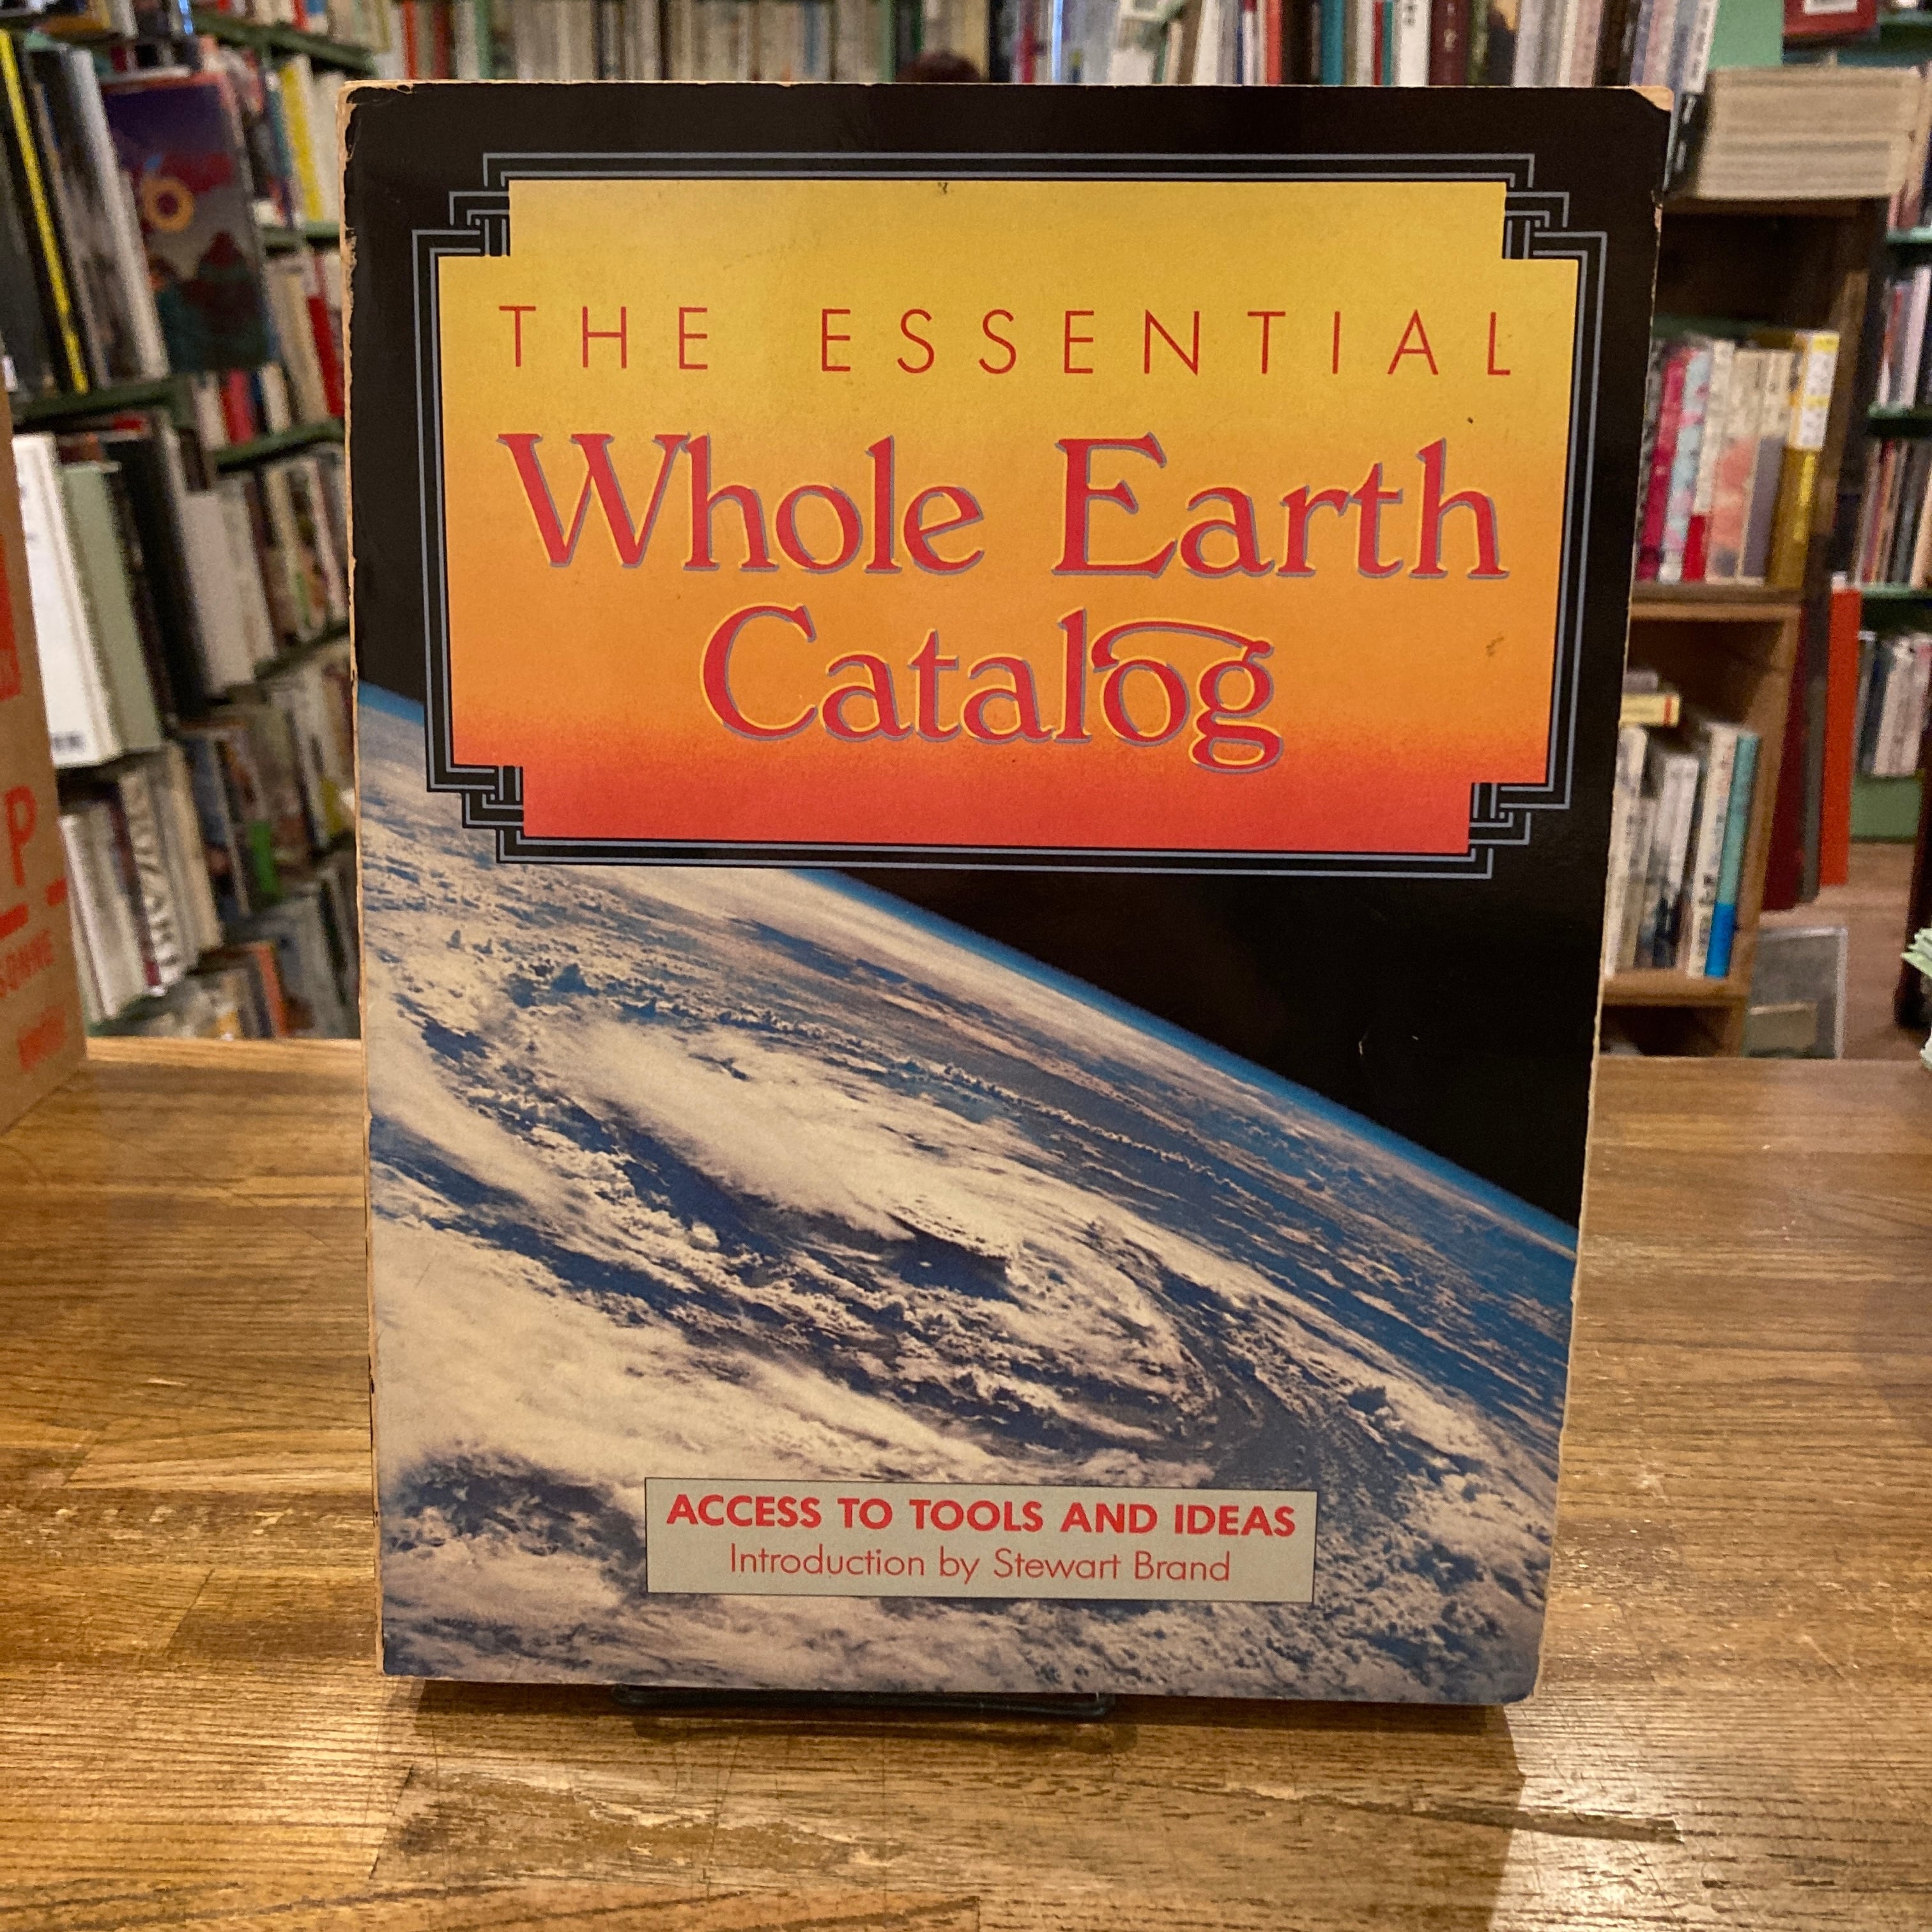 THE ESSENTIAL
Whole Earth
Catalog
ACCESS TO TOOLS AND IDEAS
Introduction by Stewart Brand
P